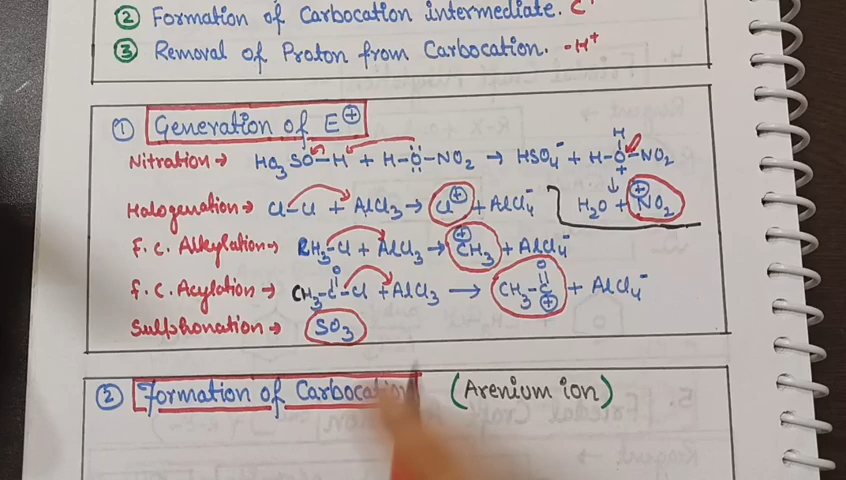 ② Formation of Carbocation intermediate. C⁺
③ Removal of Proton from Carbocation. -H⁺
① Generation of E⊕
Nitration → HO₃SO-H + H-Ö-NO₂ → HSO₄⁻ + H-O-NO₂
H
+
↓
Halogenation → Cl-Cl + AlCl₃ → Cl⊕ + AlCl₄⁻ H₂O + ⊕NO₂
F.C. Alkylation → CH₃-Cl + AlCl₃ → ⊕CH₃ + AlCl₄⁻
O O
F.C. Acylation → CH₃-C-Cl + AlCl₃ → CH₃-C⊕ + AlCl₄⁻
Sulphonation → SO₃
② Formation of Carbocation (Arenium ion)